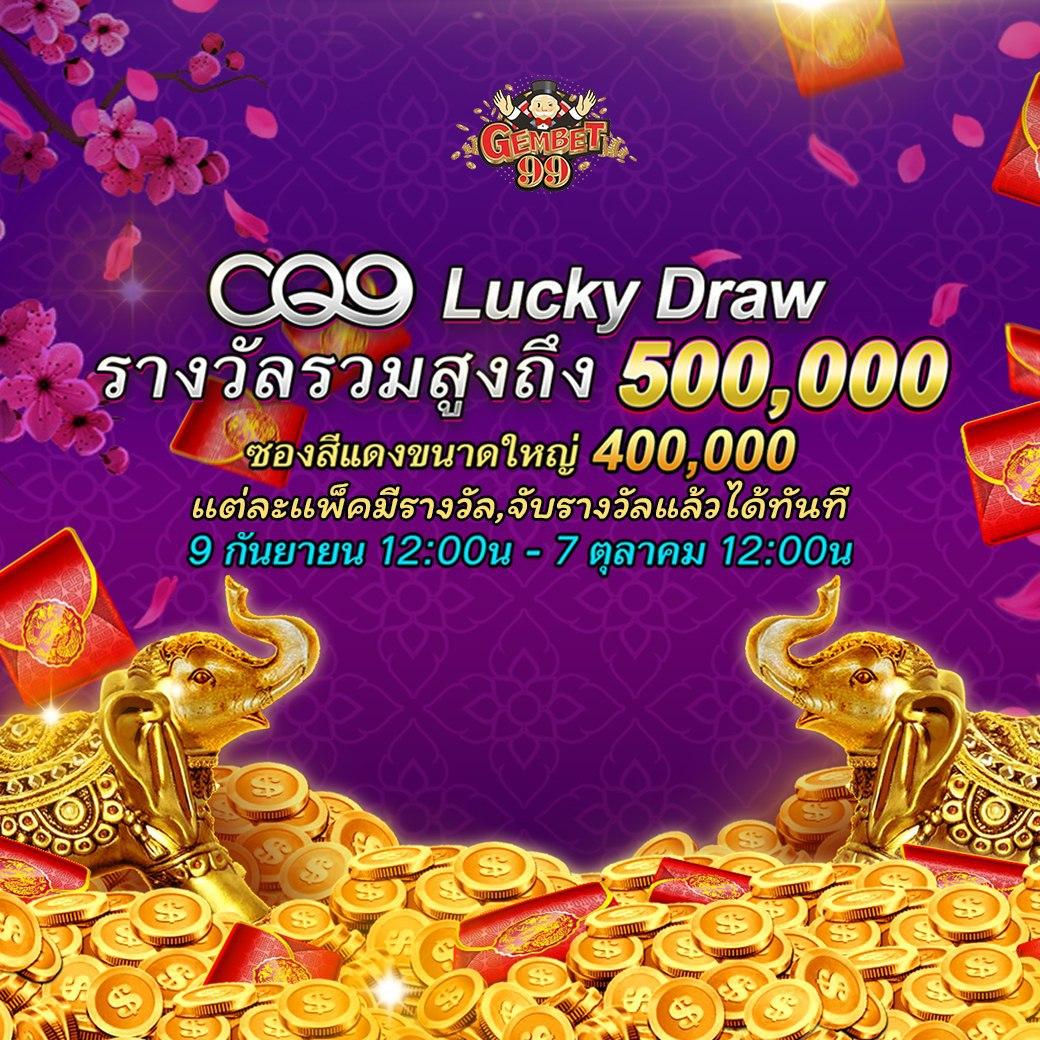 GEMBET
99
CQ9 Lucky Draw
รางวัลรวมสูงถึง 500,000
ซองสีแดงขนาดใหญ่ 400,000
แต่ละแพ็คมีรางวัล,จับรางวัลแล้วได้ทันที
9 กันยายน 12:00น - 7 ตุลาคม 12:00น